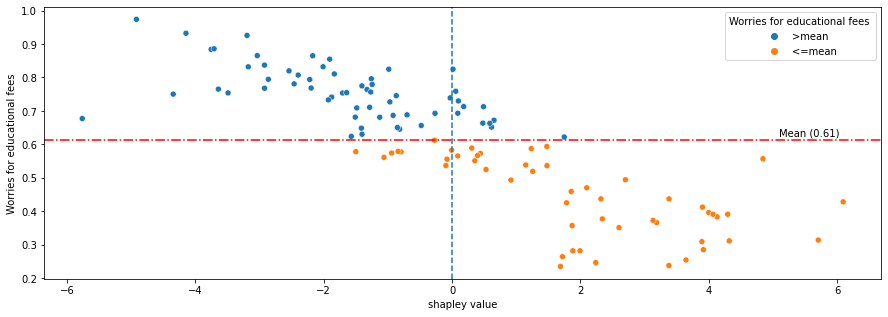 Worries for educational fees
>mean
<=mean
Mean (0.61)
1.0
0.9
0.8
0.7
0.6
0.5
0.4
0.3
0.2
Worries for educational fees
−6
−4
−2
0
2
4
6
shapley value